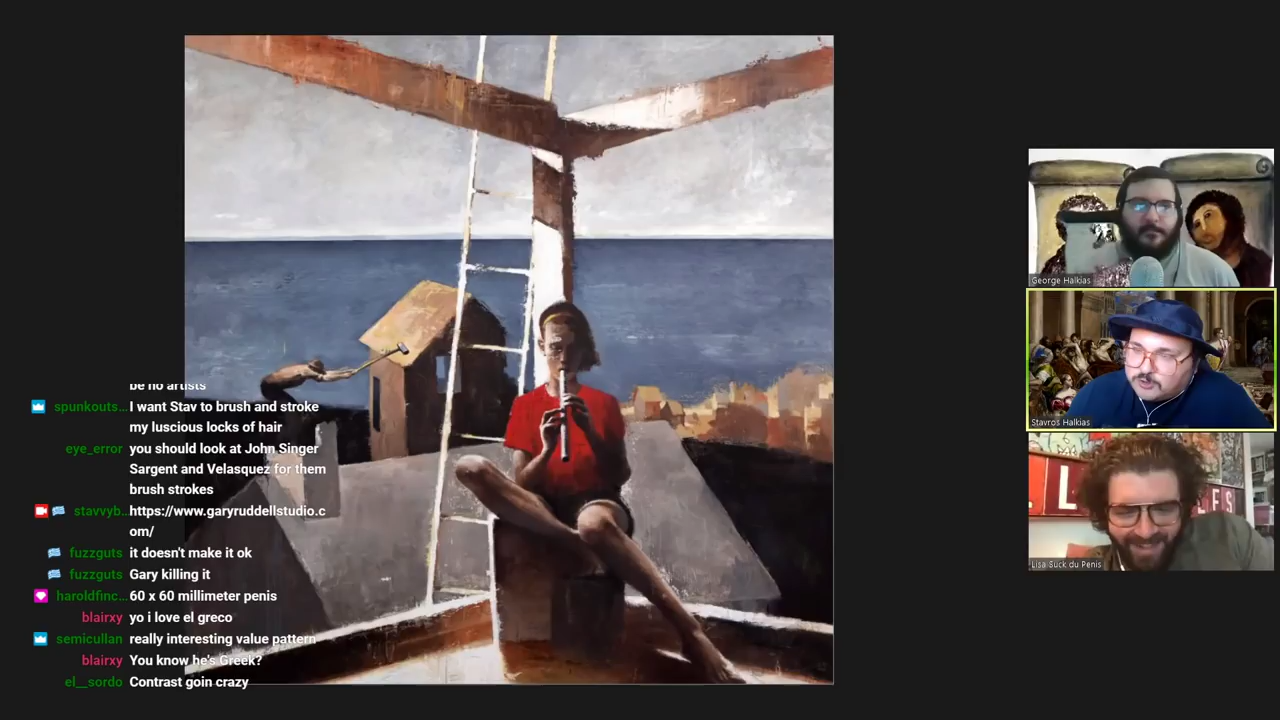 be no artists
spunkouts... I want Stav to brush and stroke
my luscious locks of hair
eye_error you should look at John Singer
Sargent and Velasquez for them
brush strokes
stavvyb... https://www.garyruddellstudio.c
om/
fuzzguts it doesn't make it ok
fuzzguts Gary killing it
haroldfinc... 60 x 60 millimeter penis
blairxy yo i love el greco
semicullan really interesting value pattern
blairxy You know he's Greek?
el__sordo Contrast goin crazy
George Halkias
Stavros Halkias
L
ES
Lisa Suck du Penis